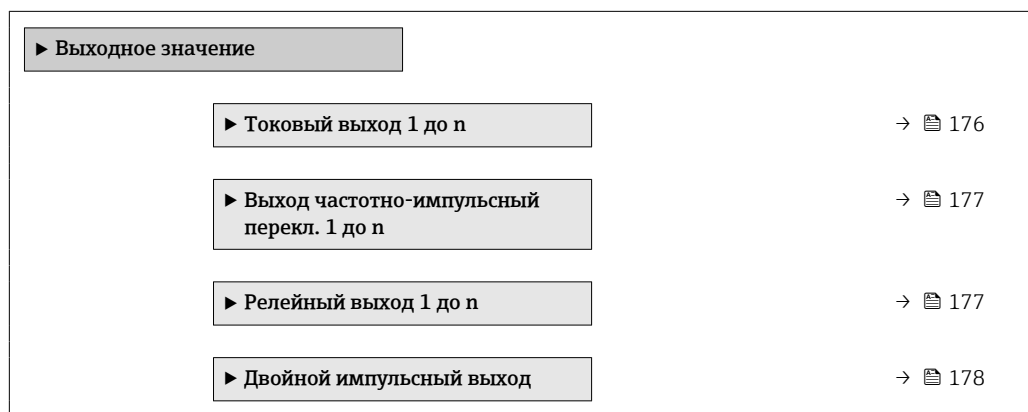 ▶ Выходное значение
▶ Токовый выход 1 до n → 176
▶ Выход частотно-импульсный
перекл. 1 до n → 177
▶ Релейный выход 1 до n → 177
▶ Двойной импульсный выход → 178